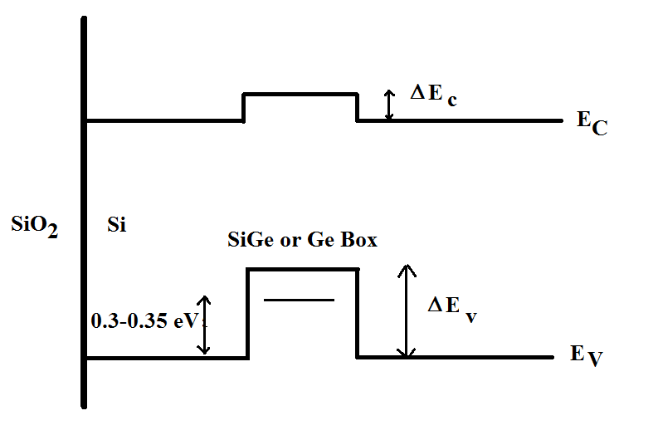 ΔEc
EC
SiO2
Si
SiGe or Ge Box
ΔEv
0.3-0.35 eV
EV